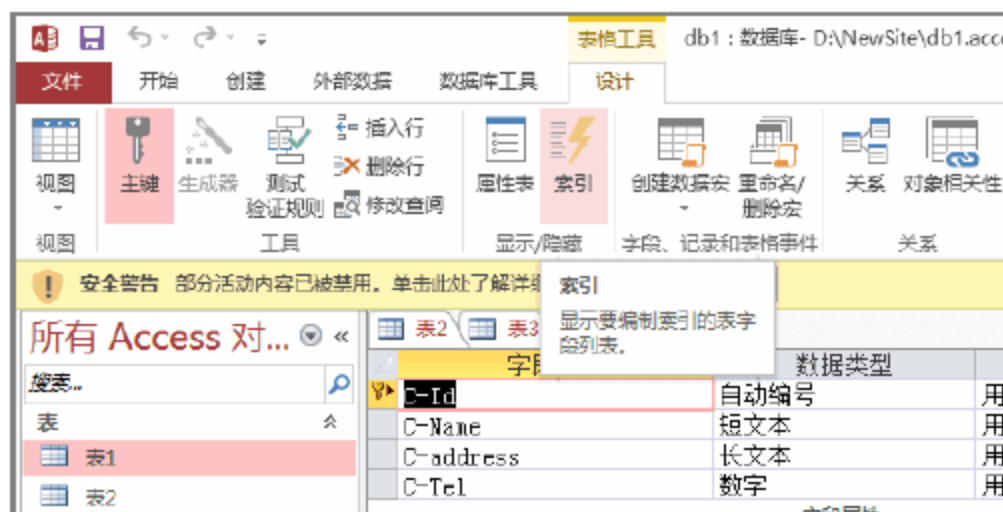 表格工具 db1：数据库- D:\NewSite\db1.acc
文件 开始 创建 外部数据 数据库工具 设计
插入行
删除行
修改查阅
视图 主键 生成器 测试 验证规则 属性表 索引 创建数据宏 重命名/ 删除宏 关系 对象相关性
视图 工具 显示/隐藏 字段、记录和表格事件 关系
安全警告 部分活动内容已被禁用。单击此处了解详细
索引
显示要编制索引的表字
段列表。
所有 Access 对... «
表2 表3
搜索...
字段 数据类型
C-Id 自动编号 用
表
C-Name 短文本 用
表1
C-address 长文本 用
表2
C-Tel 数字 用